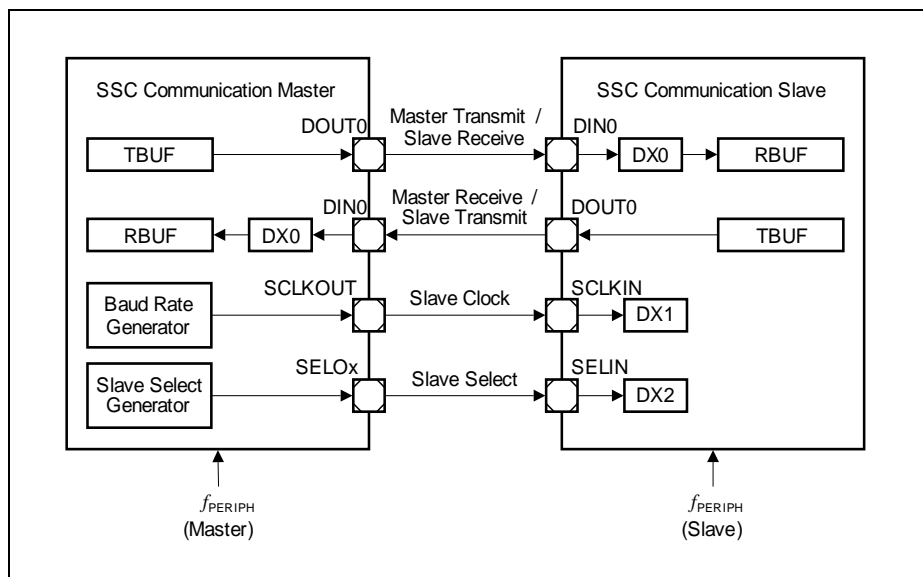 SSC Communication Master
SSC Communication Slave
DOUT0
Master Transmit /
Slave Receive
DIN0
TBUF
DX0
RBUF
DIN0
Master Receive /
Slave Transmit
DOUT0
RBUF
DX0
TBUF
Baud Rate
Generator
SCLKOUT
Slave Clock
SCLKIN
DX1
Slave Select
Generator
SELOx
Slave Select
SELIN
DX2
fPERIPH
(Master)
fPERIPH
(Slave)